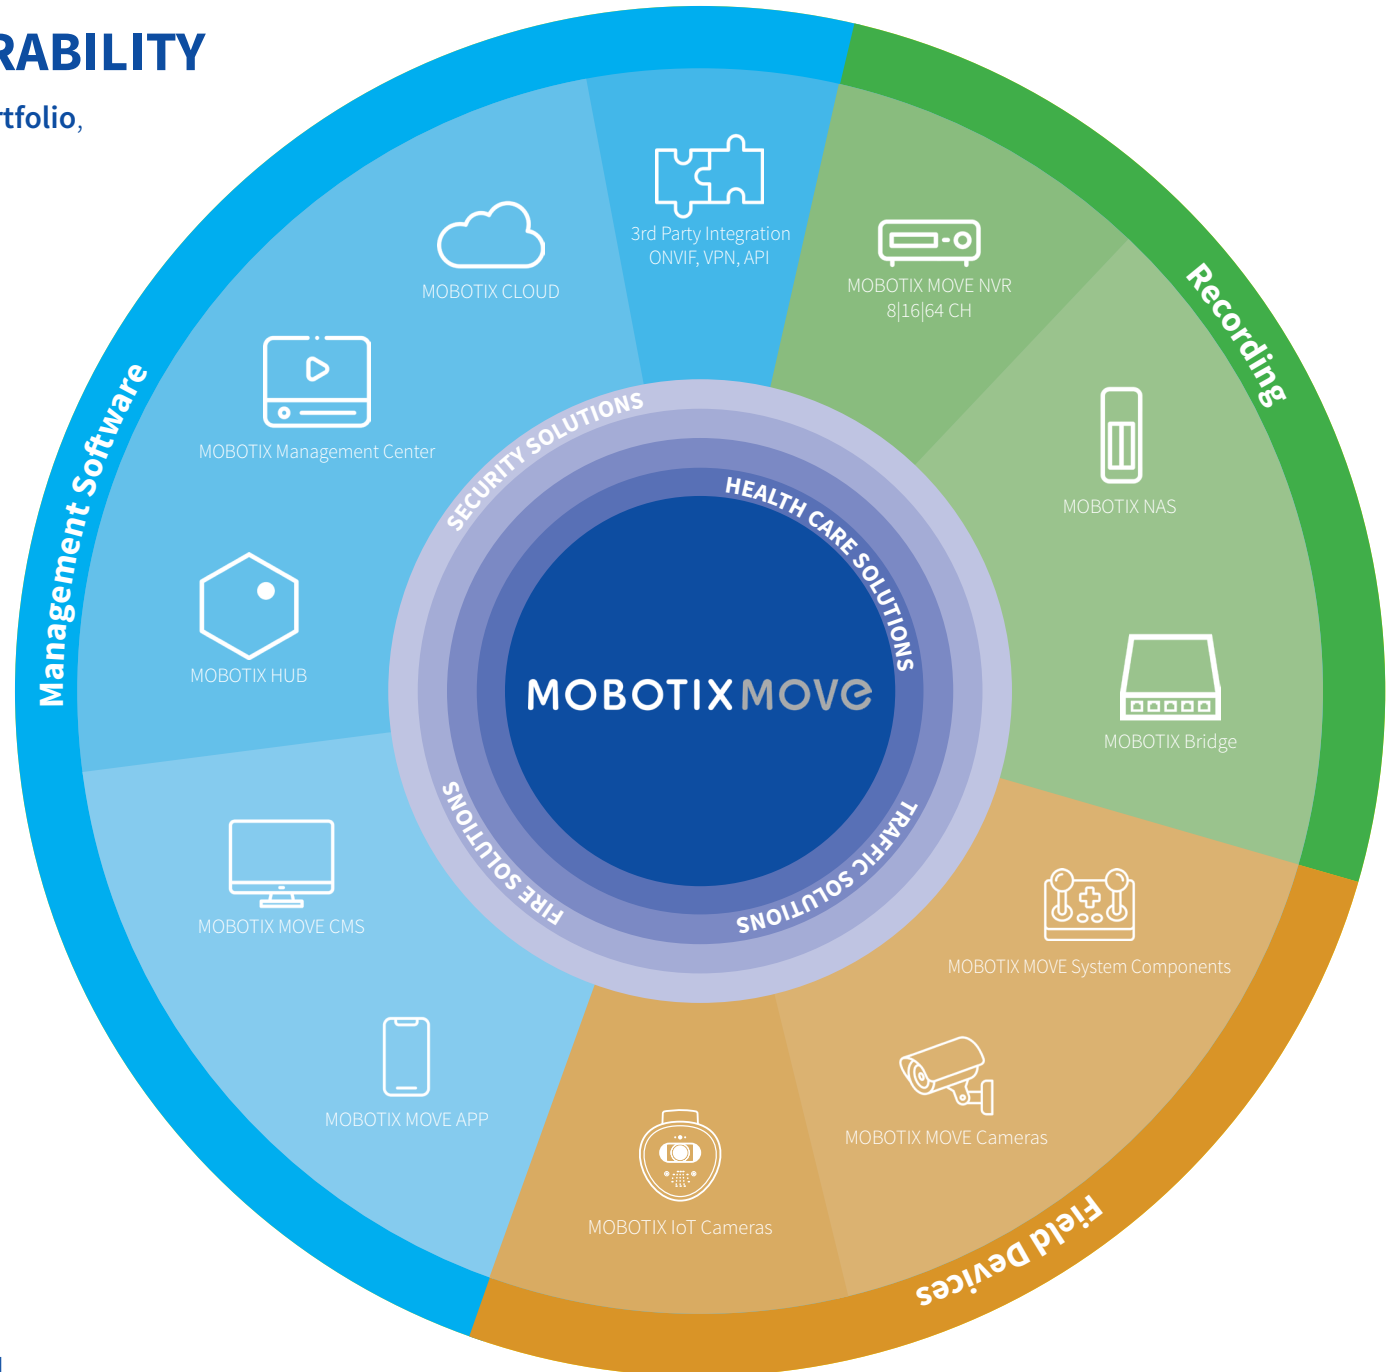 RABILITY
rtfolio,
3rd Party Integration
ONVIF, VPN, API
MOBOTIX CLOUD
MOBOTIX Management Center
MOBOTIX HUB
MOBOTIX MOVE CMS
MOBOTIX MOVE APP
Management Software
MOBOTIX MOVE NVR
8|16|64 CH
MOBOTIX NAS
MOBOTIX Bridge
Recording
MOBOTIX MOVE System Components
MOBOTIX MOVE Cameras
MOBOTIX IoT Cameras
Field Devices
SECURITY SOLUTIONS
HEALTH CARE SOLUTIONS
TRAFFIC SOLUTIONS
FIRE SOLUTIONS
MOBOTIX MOVE